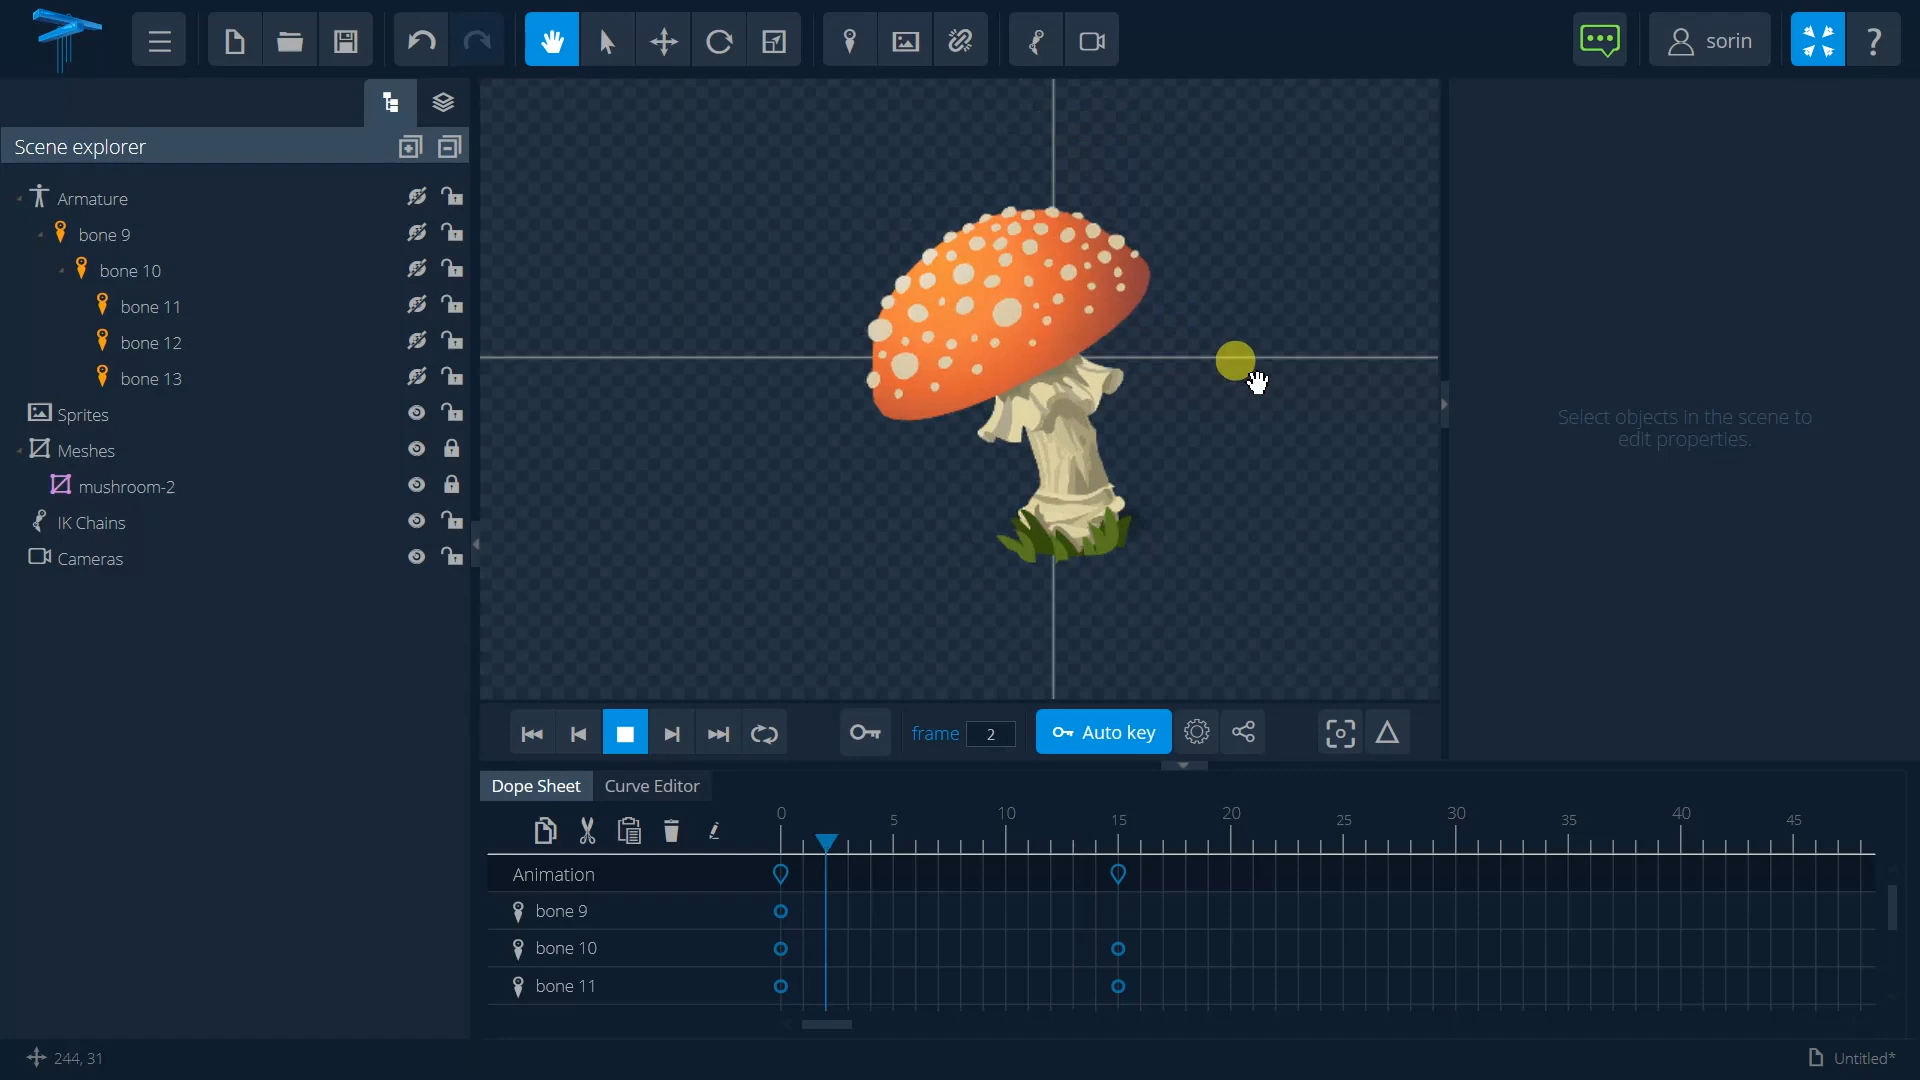 sorin
?
Scene explorer
Armature
bone 9
bone 10
bone 11
bone 12
bone 13
Sprites
Meshes
mushroom-2
IK Chains
Cameras
Select objects in the scene to
edit properties.
frame 2 Auto key
Dope Sheet Curve Editor
0 5 10 15 20 25 30 35 40 45
Animation
bone 9
bone 10
bone 11
244, 31
Untitled*